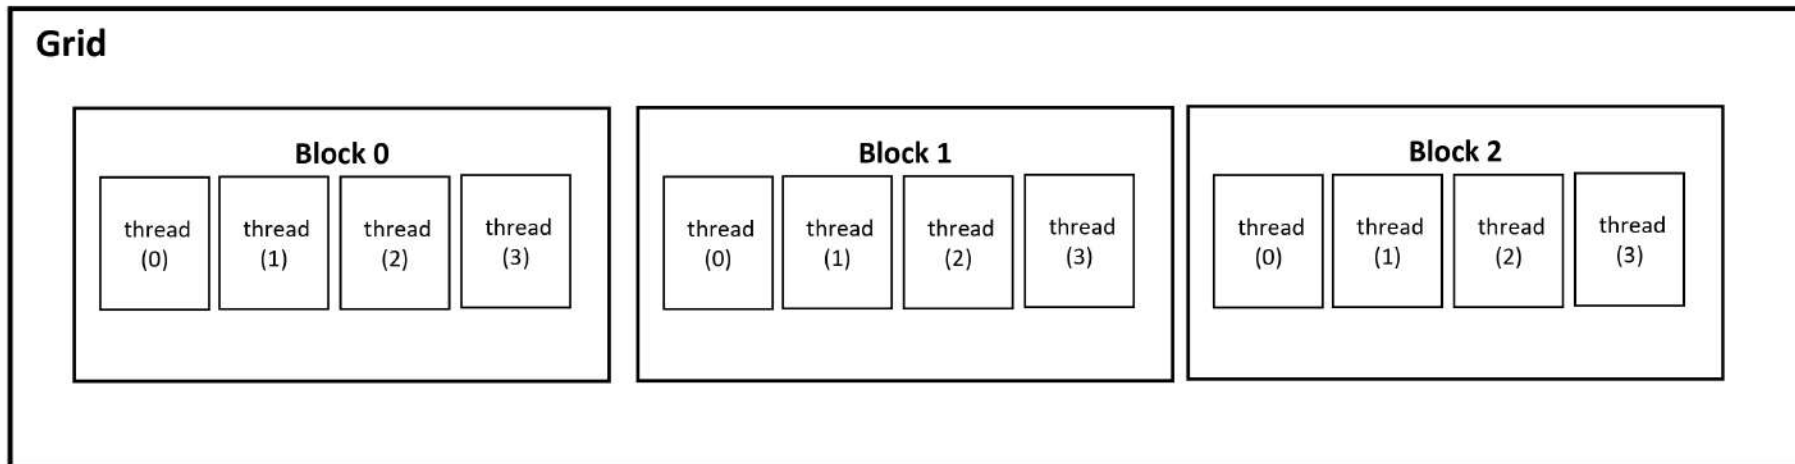 Grid
Block 0
thread
(0)
thread
(1)
thread
(2)
thread
(3)
Block 1
thread
(0)
thread
(1)
thread
(2)
thread
(3)
Block 2
thread
(0)
thread
(1)
thread
(2)
thread
(3)